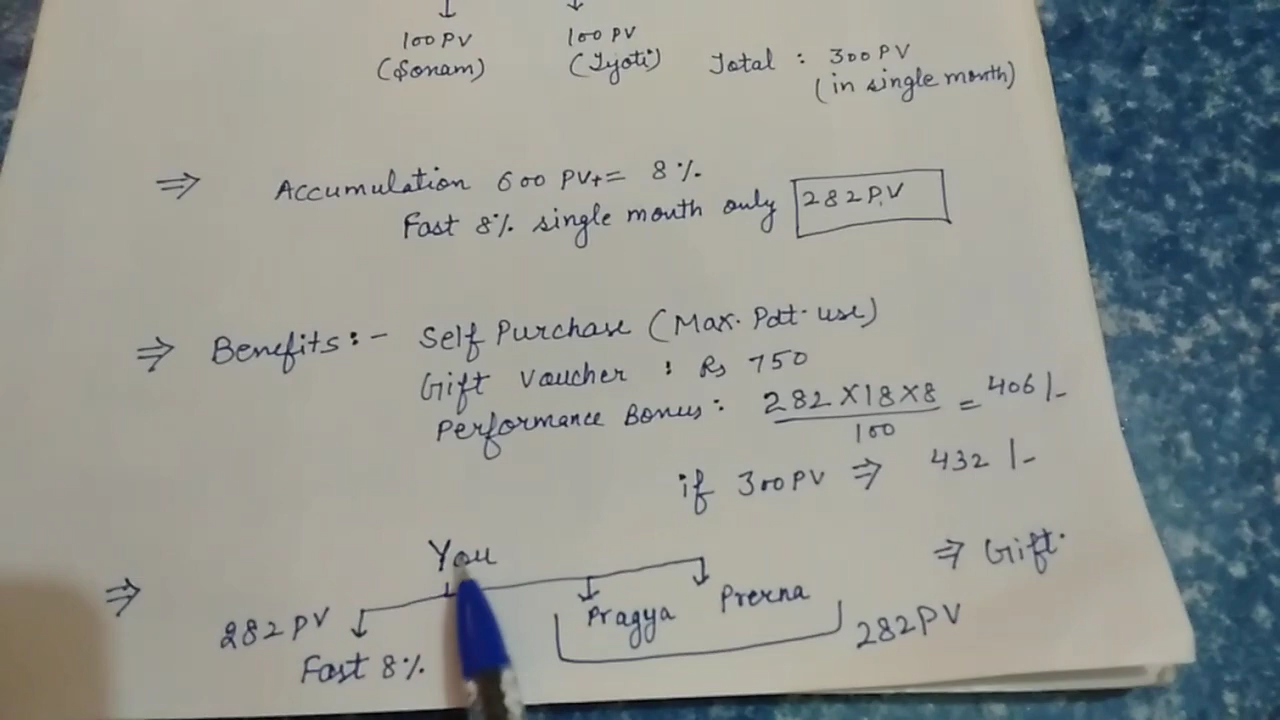 100 PV 100 PV
(Sonam) (Jyoti) Total : 300 PV
(in single month)
⇒ Accumulation 600 PV+= 8%.
Fast 8% single month only 282 PV
⇒ Benefits:- Self Purchase (Max. Pdt. use)
Gift Voucher : Rs 750
Performance Bonus: 282 X 18 X 8 / 100 = 406/-
if 300 PV ⇒ 432/-
You ⇒ Gift.
⇒ 282 PV Pragya Prerna
Fast 8% 282 PV